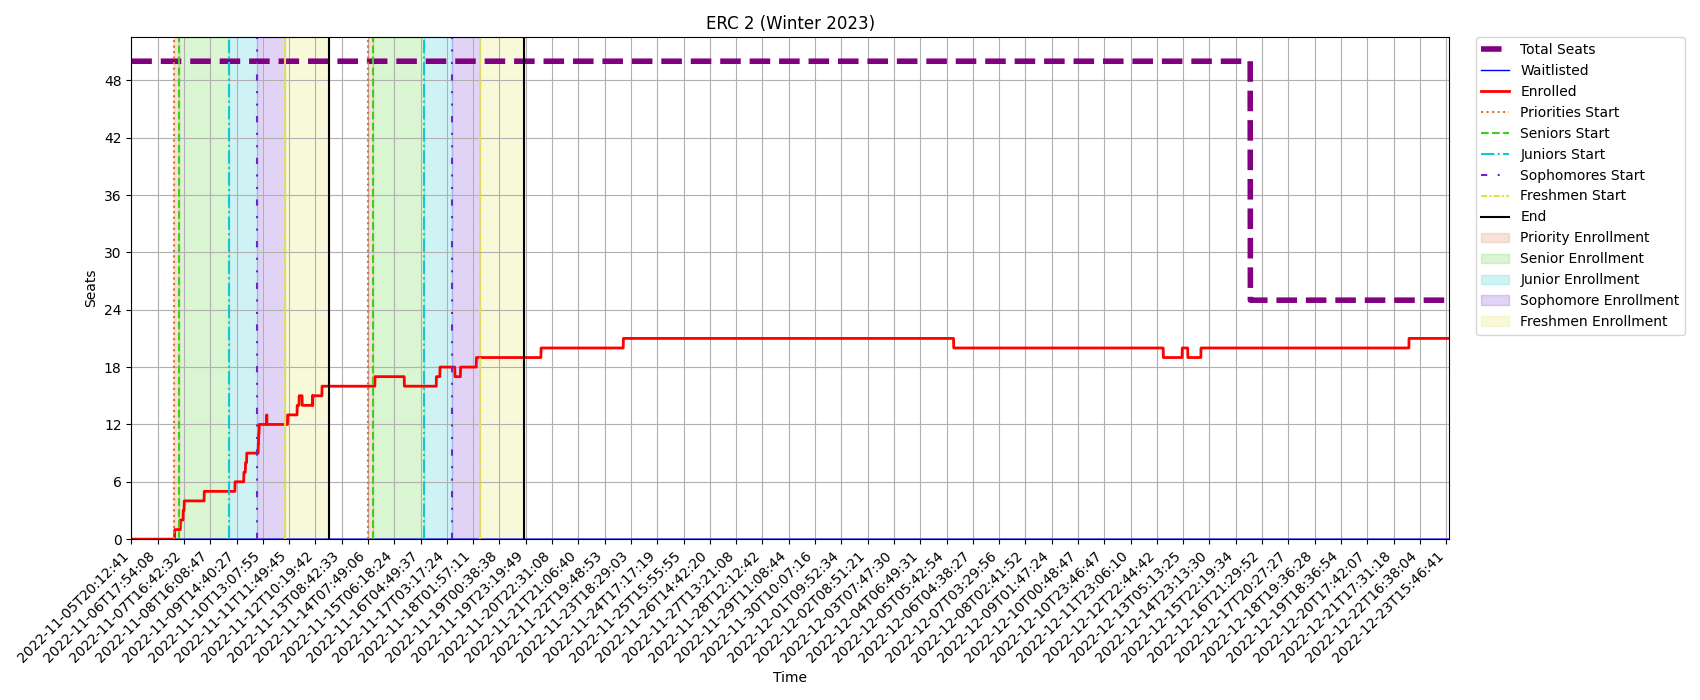 ERC 2 (Winter 2023)
Seats
48
42
36
30
24
18
12
6
0
2022-11-05T20:12:41
2022-11-06T17:54:08
2022-11-07T16:42:32
2022-11-08T16:08:47
2022-11-09T14:40:27
2022-11-10T13:07:55
2022-11-11T11:49:45
2022-11-12T10:19:42
2022-11-13T08:42:33
2022-11-14T07:49:06
2022-11-15T06:18:24
2022-11-16T04:49:37
2022-11-17T03:17:24
2022-11-18T01:57:11
2022-11-19T00:38:38
2022-11-19T23:19:49
2022-11-20T22:31:08
2022-11-21T21:06:40
2022-11-22T19:48:53
2022-11-23T18:29:03
2022-11-24T17:17:19
2022-11-25T15:55:55
2022-11-26T14:42:20
2022-11-27T13:21:08
2022-11-28T12:12:42
2022-11-29T11:08:44
2022-11-30T10:07:16
2022-12-01T09:52:34
2022-12-02T08:51:21
2022-12-03T07:47:30
2022-12-04T06:49:31
2022-12-05T05:42:54
2022-12-06T04:38:27
2022-12-07T03:29:56
2022-12-08T02:41:52
2022-12-09T01:47:24
2022-12-10T00:48:47
2022-12-10T23:46:47
2022-12-11T23:06:10
2022-12-12T22:44:42
2022-12-13T05:13:25
2022-12-14T23:13:30
2022-12-15T22:19:34
2022-12-16T21:29:52
2022-12-17T20:27:27
2022-12-18T19:36:28
2022-12-19T18:36:54
2022-12-20T17:42:07
2022-12-21T17:31:18
2022-12-22T16:38:04
2022-12-23T15:46:41
Time
Total Seats
Waitlisted
Enrolled
Priorities Start
Seniors Start
Juniors Start
Sophomores Start
Freshmen Start
End
Priority Enrollment
Senior Enrollment
Junior Enrollment
Sophomore Enrollment
Freshmen Enrollment